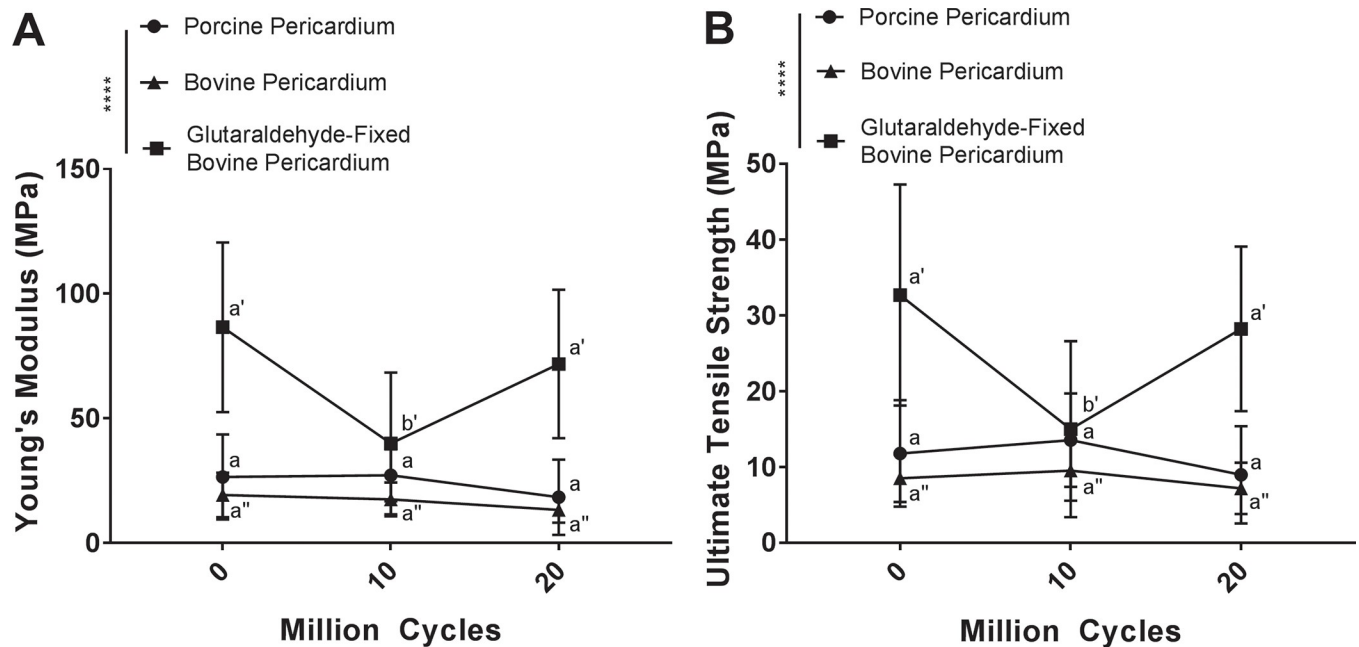 A
Porcine Pericardium
Bovine Pericardium
Glutaraldehyde-Fixed
Bovine Pericardium
****
Young's Modulus (MPa)
150
100
50
0
a'
b'
a'
a
a
a
a"
a"
a"
0
10
20
Million Cycles
B
Porcine Pericardium
Bovine Pericardium
Glutaraldehyde-Fixed
Bovine Pericardium
****
Ultimate Tensile Strength (MPa)
50
40
30
20
10
0
a'
b'
a'
a
a
a
a"
a"
a"
0
10
20
Million Cycles